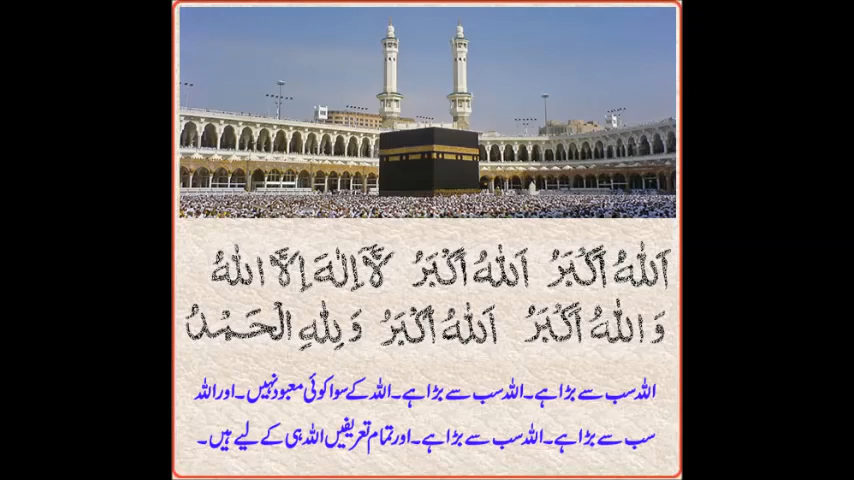 اَللّٰهُ اَكْبَرُ اَللّٰهُ اَكْبَرُ لَآ اِلٰهَ اِلَّا اللّٰهُ
وَاللّٰهُ اَكْبَرُ اَللّٰهُ اَكْبَرُ وَلِلّٰهِ الْحَمْدُ
اللہ سب سے بڑا ہے۔ اللہ سب سے بڑا ہے۔ اللہ کے سوا کوئی معبود نہیں۔ اور اللہ
سب سے بڑا ہے۔ اللہ سب سے بڑا ہے۔ اور تمام تعریفیں اللہ ہی کے لیے ہیں۔